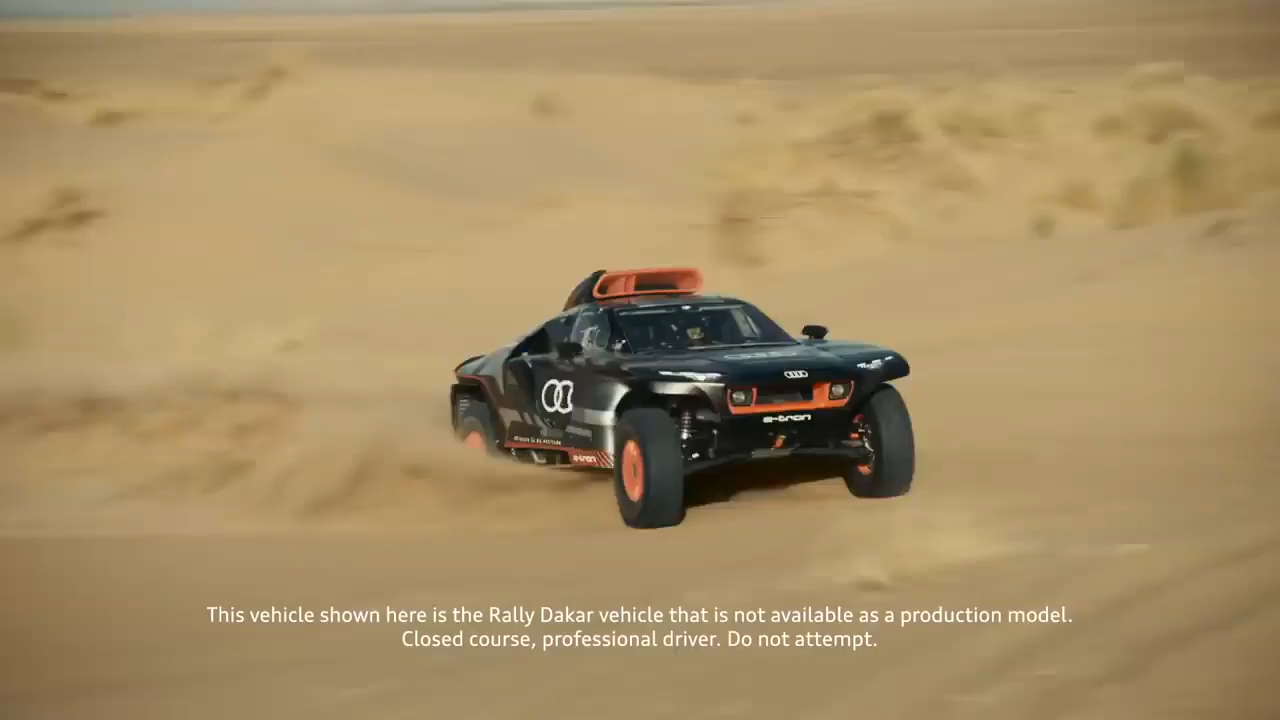 e-tron
e-tron
This vehicle shown here is the Rally Dakar vehicle that is not available as a production model.
Closed course, professional driver. Do not attempt.